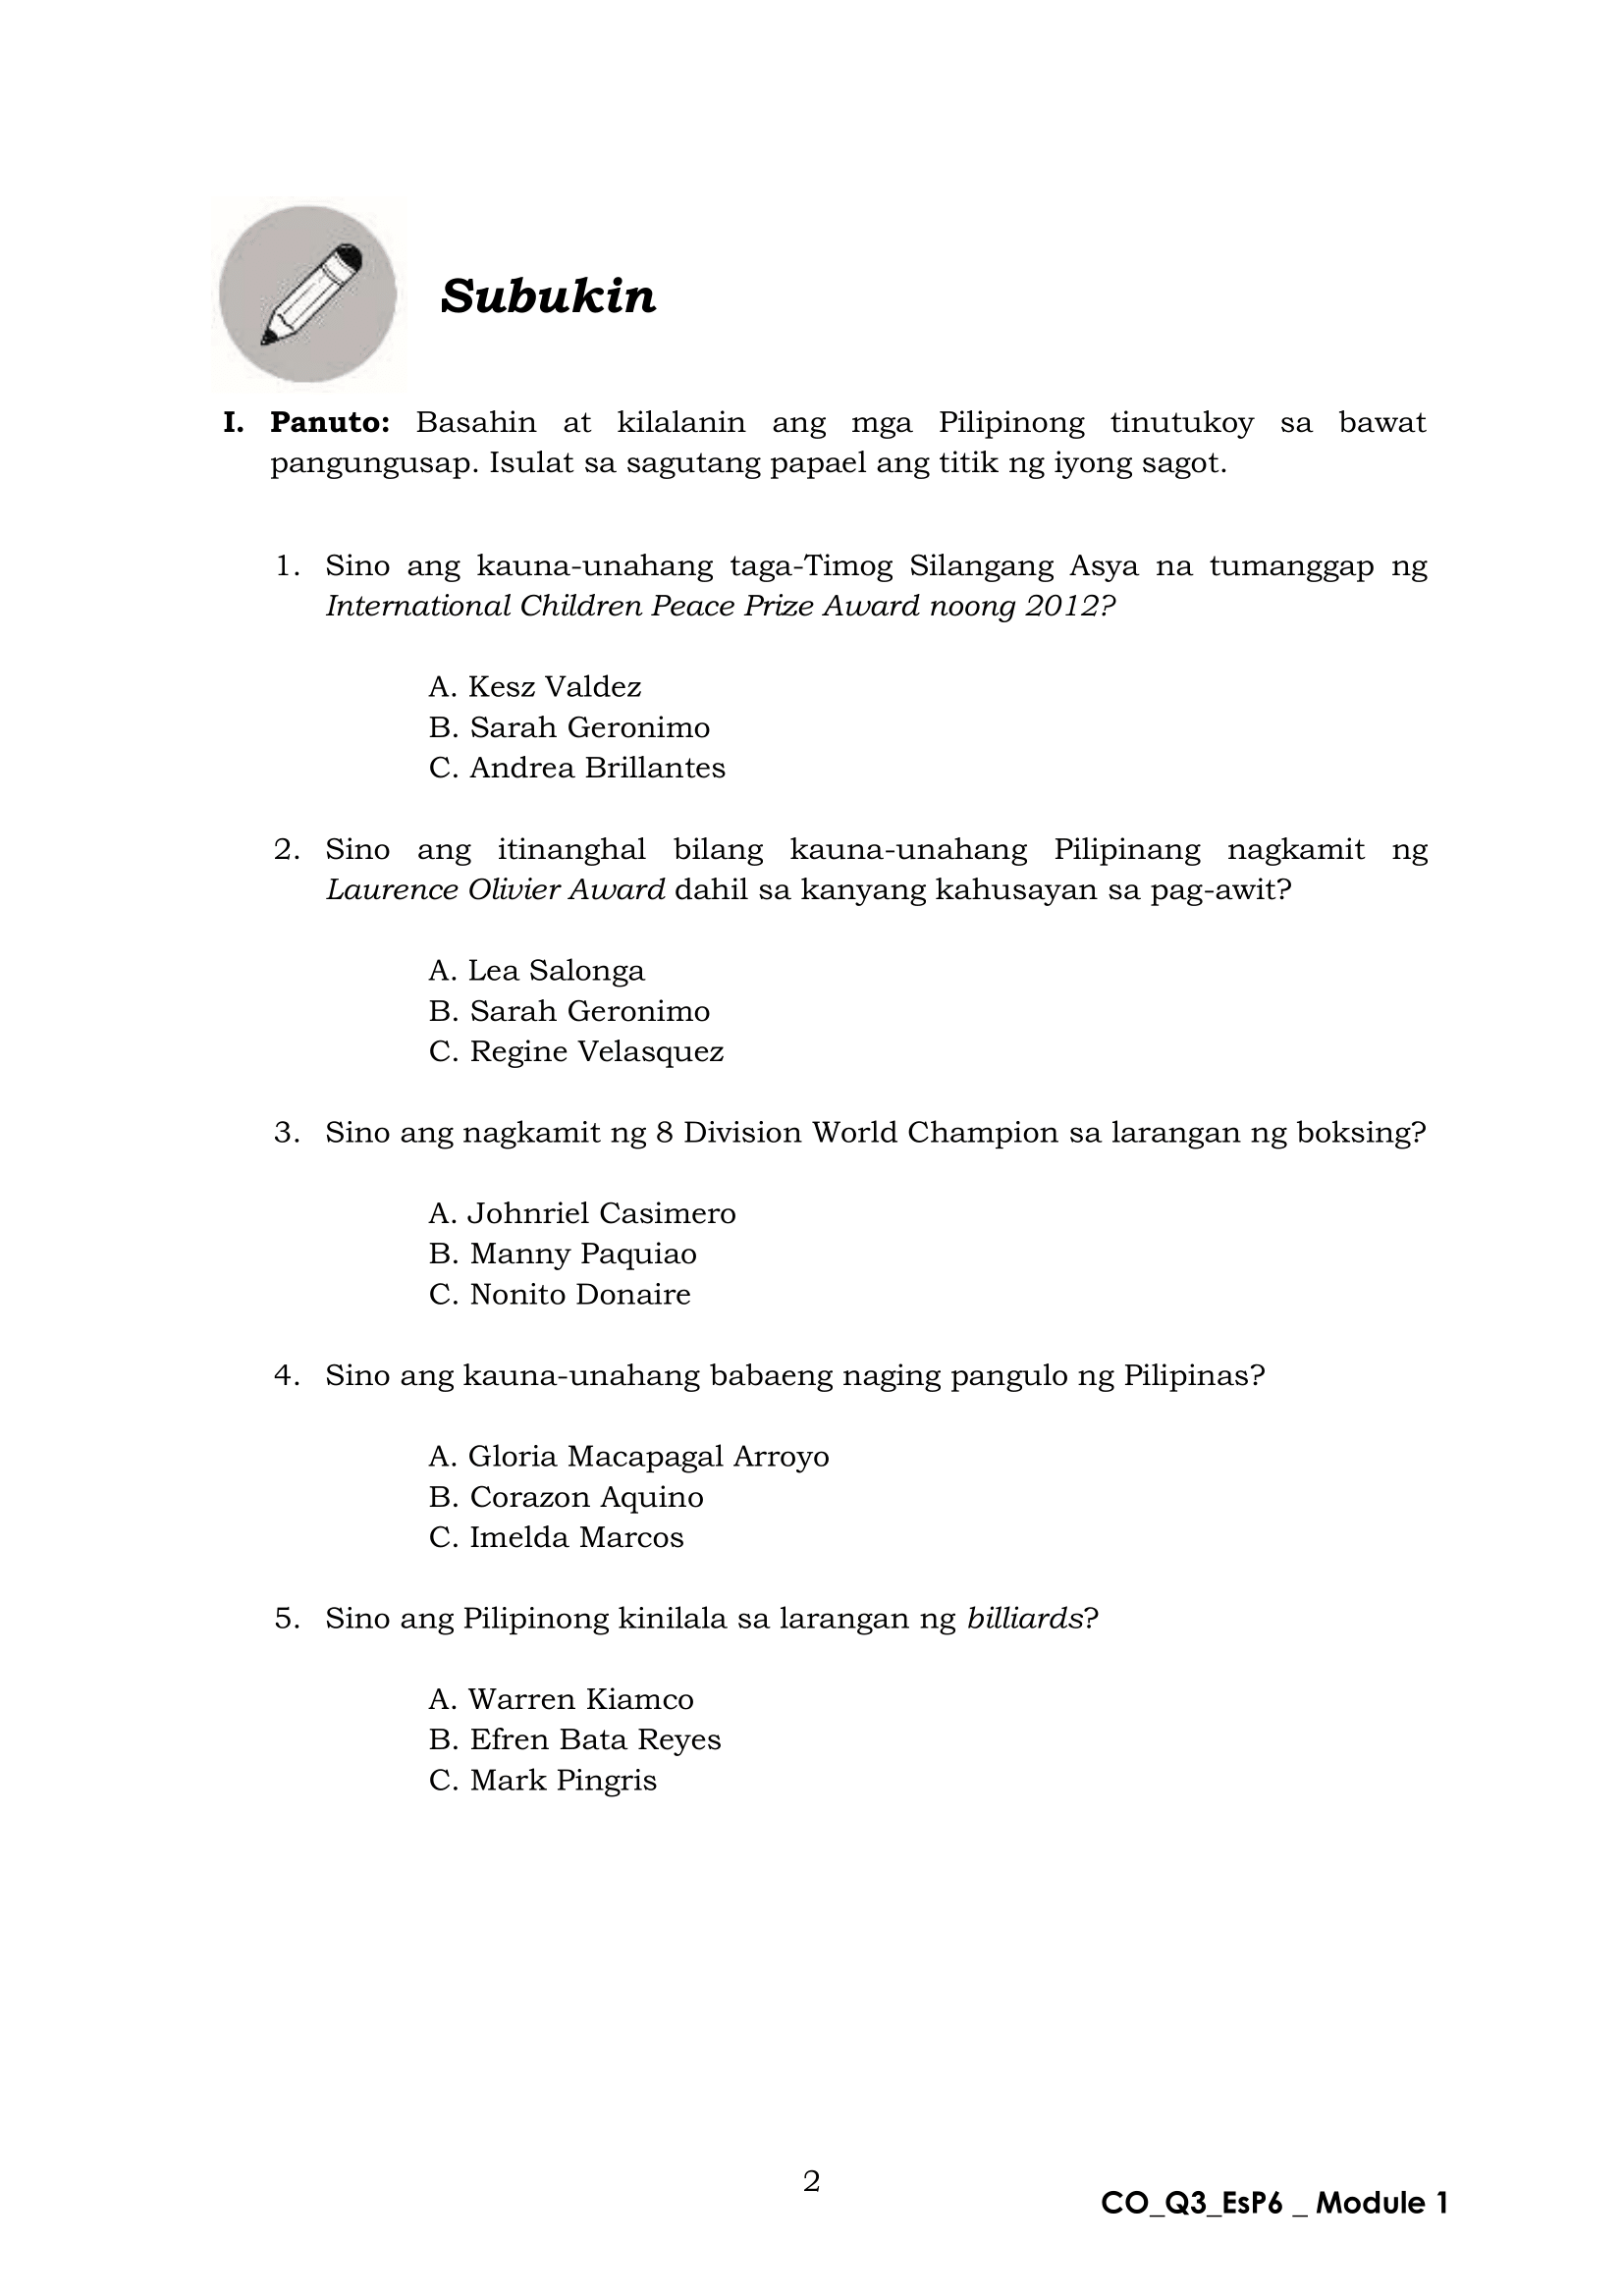 Subukin
I. Panuto: Basahin at kilalanin ang mga Pilipinong tinutukoy sa bawat
pangungusap. Isulat sa sagutang papael ang titik ng iyong sagot.
1. Sino ang kauna-unahang taga-Timog Silangang Asya na tumanggap ng
International Children Peace Prize Award noong 2012?
A. Kesz Valdez
B. Sarah Geronimo
C. Andrea Brillantes
2. Sino ang itinanghal bilang kauna-unahang Pilipinang nagkamit ng
Laurence Olivier Award dahil sa kanyang kahusayan sa pag-awit?
A. Lea Salonga
B. Sarah Geronimo
C. Regine Velasquez
3. Sino ang nagkamit ng 8 Division World Champion sa larangan ng boksing?
A. Johnriel Casimero
B. Manny Paquiao
C. Nonito Donaire
4. Sino ang kauna-unahang babaeng naging pangulo ng Pilipinas?
A. Gloria Macapagal Arroyo
B. Corazon Aquino
C. Imelda Marcos
5. Sino ang Pilipinong kinilala sa larangan ng billiards?
A. Warren Kiamco
B. Efren Bata Reyes
C. Mark Pingris
2
CO_Q3_EsP6 _ Module 1